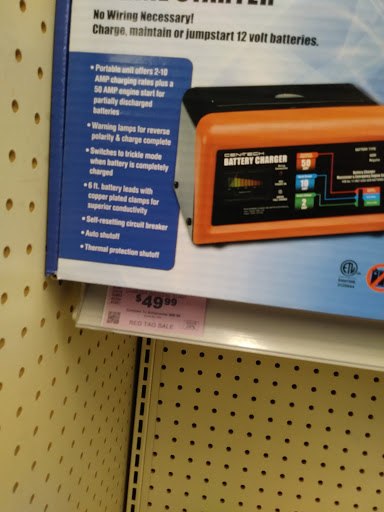 No Wiring Necessary!
Charge, maintain or jumpstart 12 volt batteries.
• Portable unit offers 2-10
AMP charging rates plus a
50 AMP engine start for
partially discharged
batteries
• Warning lamps for reverse
polarity & charge complete
• Switches to trickle mode
when battery is completely
charged
• 6 ft. battery leads with
copper plated clamps for
superior conductivity
• Self-resetting circuit breaker
• Auto shutoff
• Thermal protection shutoff
CENTECH
BATTERY CHARGER
50
10
2
Battery Charger
ETL
$49.99
RED TAG SALE